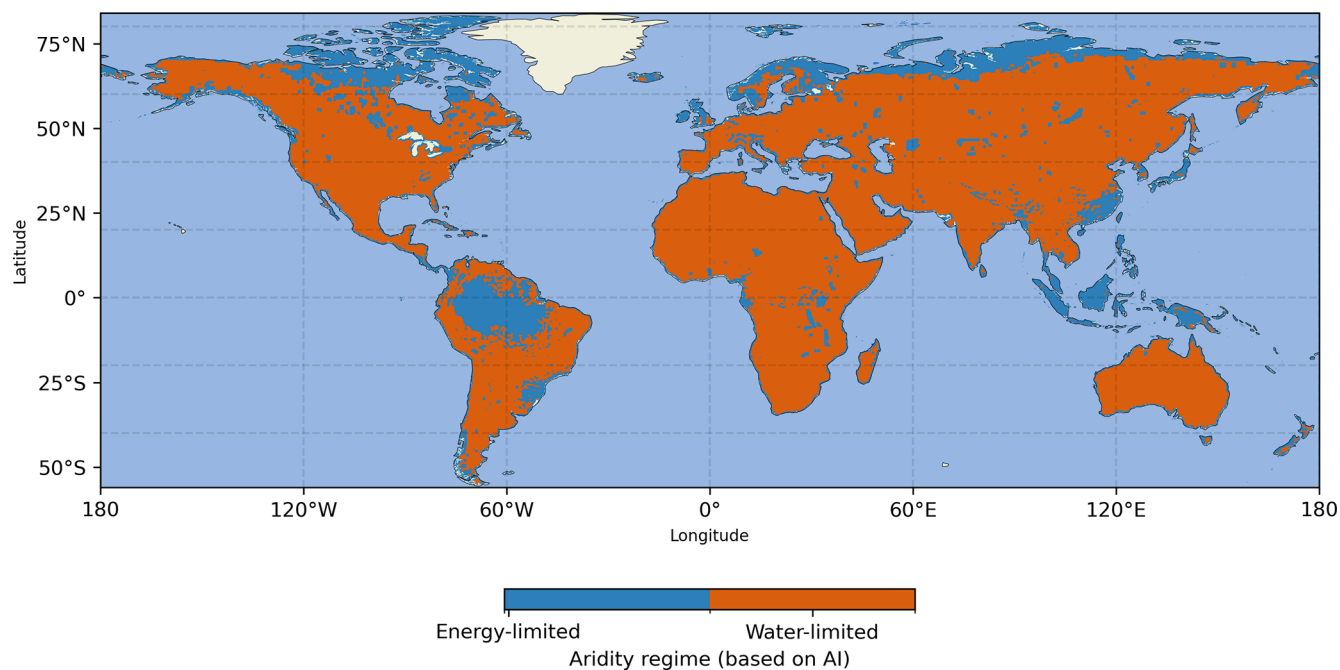 75°N
50°N
25°N
0°
25°S
50°S
Latitude
180 120°W 60°W 0° 60°E 120°E 180
Longitude
Energy-limited Water-limited
Aridity regime (based on AI)